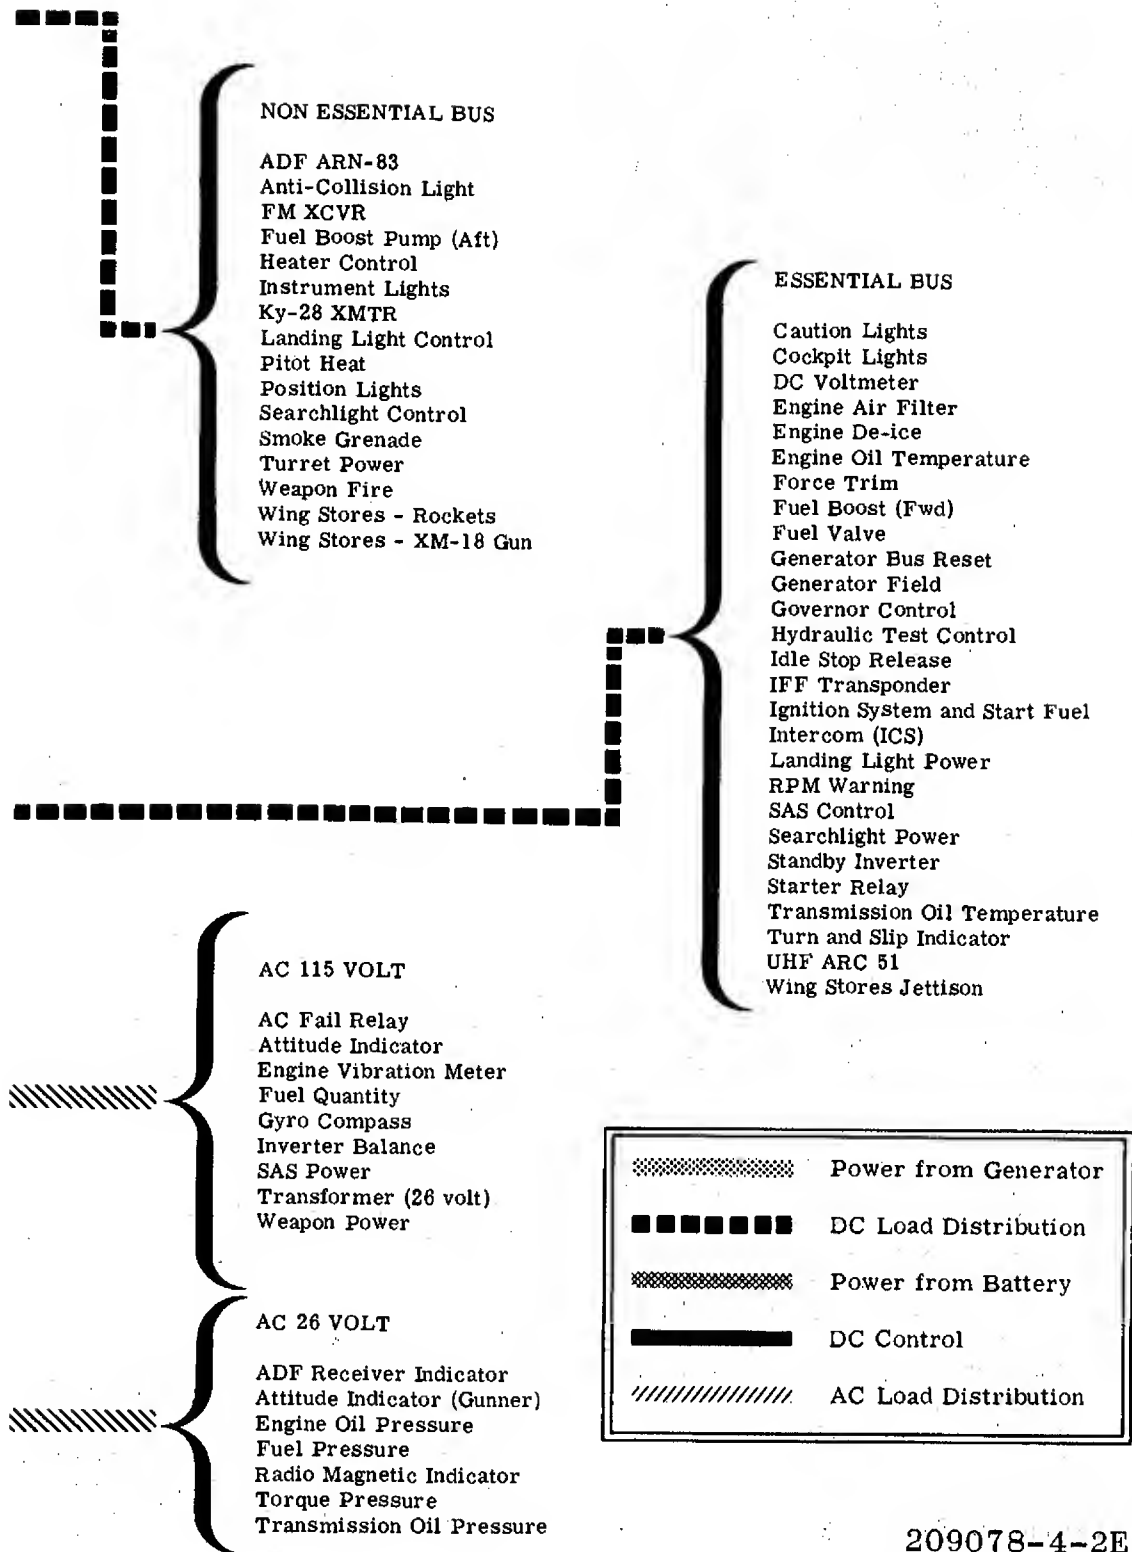 NON ESSENTIAL BUS
ADF ARN-83
Anti-Collision Light
FM XCVR
Fuel Boost Pump (Aft)
Heater Control
Instrument Lights
Ky-28 XMTR
Landing Light Control
Pitot Heat
Position Lights
Searchlight Control
Smoke Grenade
Turret Power
Weapon Fire
Wing Stores - Rockets
Wing Stores - XM-18 Gun
ESSENTIAL BUS
Caution Lights
Cockpit Lights
DC Voltmeter
Engine Air Filter
Engine De-ice
Engine Oil Temperature
Force Trim
Fuel Boost (Fwd)
Fuel Valve
Generator Bus Reset
Generator Field
Governor Control
Hydraulic Test Control
Idle Stop Release
IFF Transponder
Ignition System and Start Fuel
Intercom (ICS)
Landing Light Power
RPM Warning
SAS Control
Searchlight Power
Standby Inverter
Starter Relay
Transmission Oil Temperature
Turn and Slip Indicator
UHF ARC 51
Wing Stores Jettison
AC 115 VOLT
AC Fail Relay
Attitude Indicator
Engine Vibration Meter
Fuel Quantity
Gyro Compass
Inverter Balance
SAS Power
Transformer (26 volt)
Weapon Power
AC 26 VOLT
ADF Receiver Indicator
Attitude Indicator (Gunner)
Engine Oil Pressure
Fuel Pressure
Radio Magnetic Indicator
Torque Pressure
Transmission Oil Pressure
Power from Generator
DC Load Distribution
Power from Battery
DC Control
AC Load Distribution
209078-4-2E